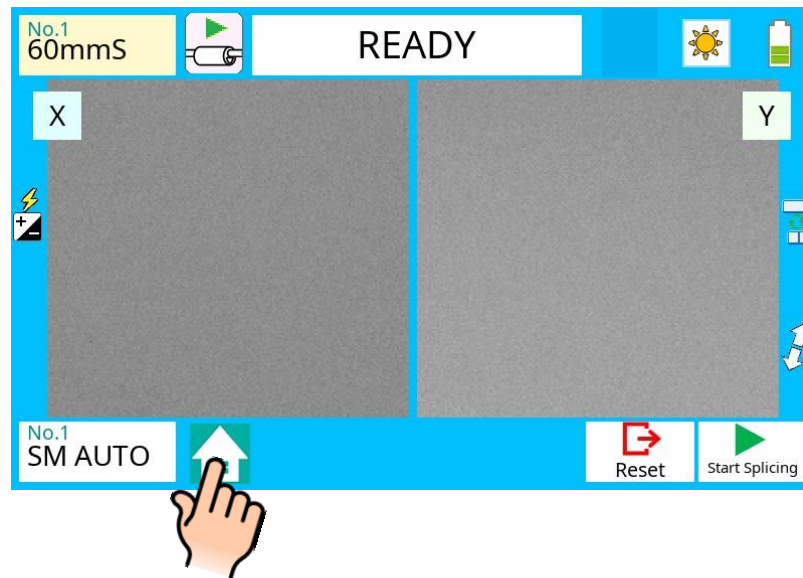 No.1
60mmS
READY
X
Y
No.1
SM AUTO
Reset
Start Splicing